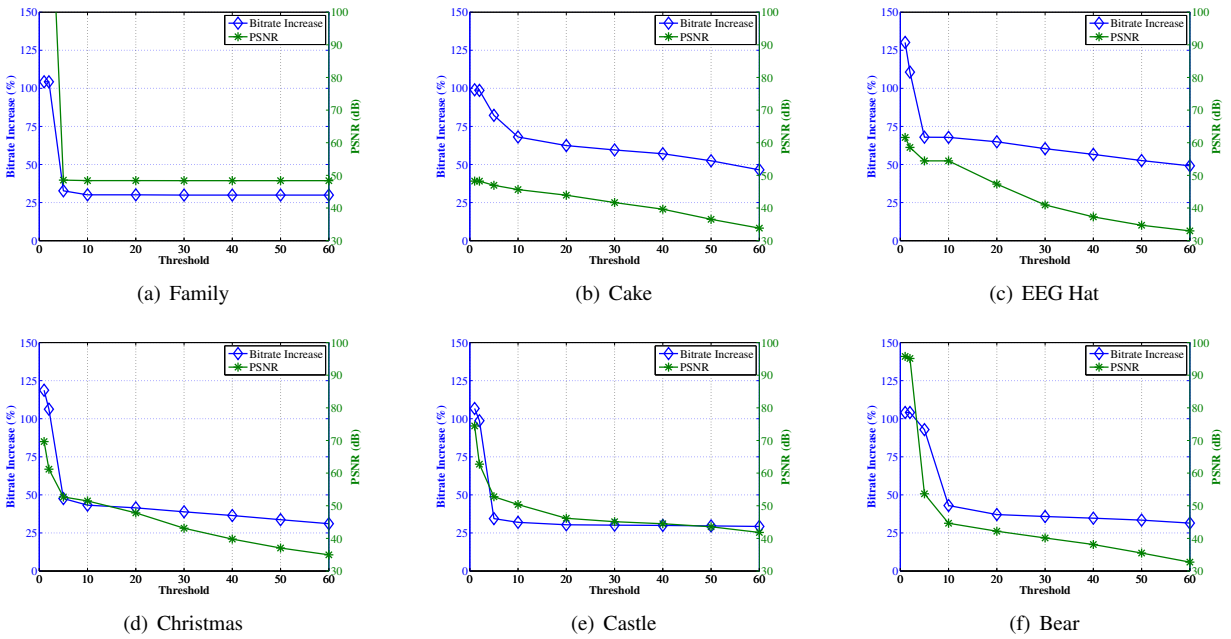 150
125
100
75
50
25
0
Bitrate Increase (%)
100
90
80
70
60
50
40
30
PSNR (dB)
Bitrate Increase
PSNR
0 10 20 30 40 50 60
Threshold
(a) Family
150
125
100
75
50
25
0
Bitrate Increase (%)
100
90
80
70
60
50
40
30
PSNR (dB)
Bitrate Increase
PSNR
0 10 20 30 40 50 60
Threshold
(b) Cake
150
125
100
75
50
25
0
Bitrate Increase (%)
100
90
80
70
60
50
40
30
PSNR (dB)
Bitrate Increase
PSNR
0 10 20 30 40 50 60
Threshold
(c) EEG Hat
150
125
100
75
50
25
0
Bitrate Increase (%)
100
90
80
70
60
50
40
30
PSNR (dB)
Bitrate Increase
PSNR
0 10 20 30 40 50 60
Threshold
(d) Christmas
150
125
100
75
50
25
0
Bitrate Increase (%)
100
90
80
70
60
50
40
30
PSNR (dB)
Bitrate Increase
PSNR
0 10 20 30 40 50 60
Threshold
(e) Castle
150
125
100
75
50
25
0
Bitrate Increase (%)
100
90
80
70
60
50
40
30
PSNR (dB)
Bitrate Increase
PSNR
0 10 20 30 40 50 60
Threshold
(f) Bear